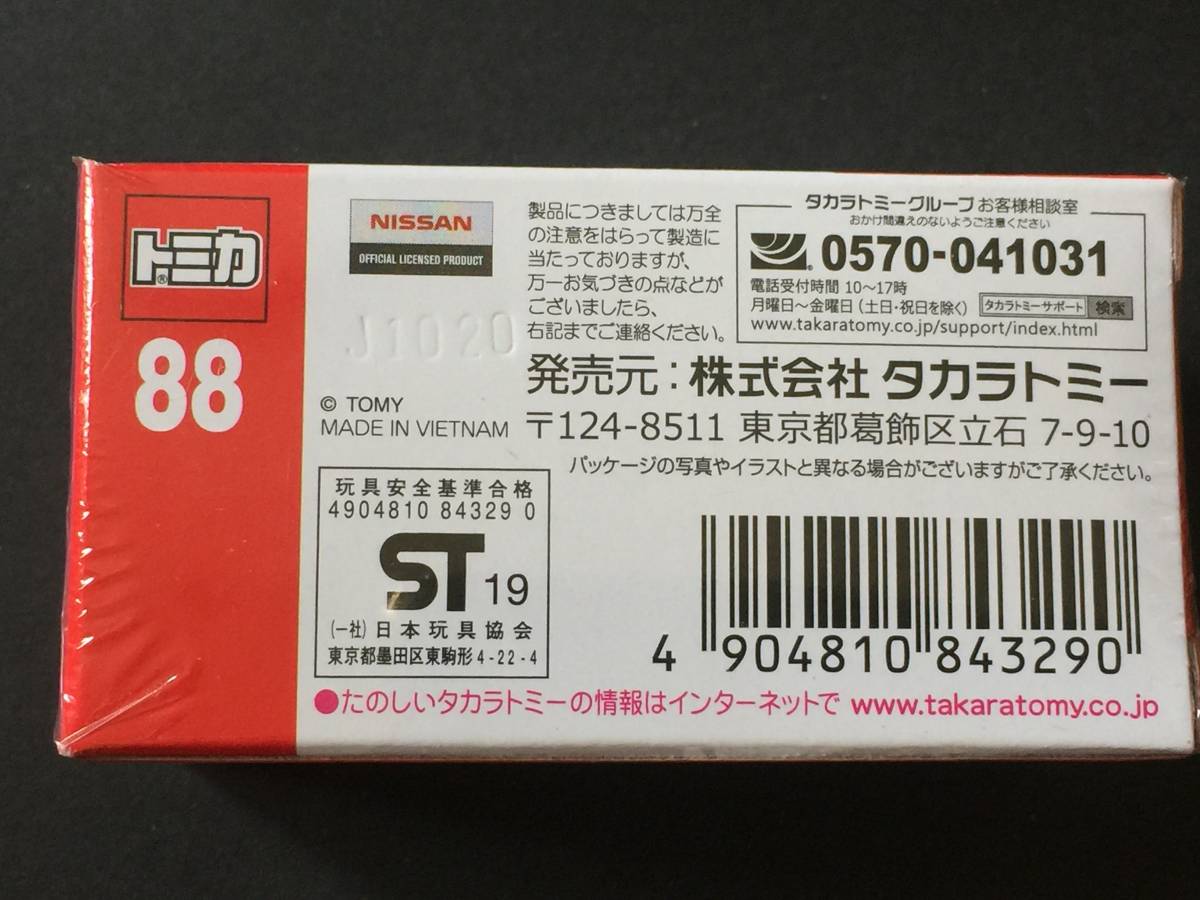 トミカ®
88
NISSAN
OFFICIAL LICENSED PRODUCT
J1020
© TOMY
MADE IN VIETNAM
製品につきましては万全
の注意をはらって製造に
当たっておりますが、
万一お気づきの点などが
ございましたら、
右記までご連絡ください。
タカラトミーグループ お客様相談室
おかけ間違えのないようご注意ください
0570-041031
電話受付時間 10〜17時
月曜日〜金曜日(土・祝日を除く) タカラトミーサポート 検索
www.takaratomy.co.jp/support/index.html
発売元:株式会社 タカラトミー
〒124-8511 東京都葛飾区立石 7-9-10
パッケージの写真やイラストと異なる場合がございますがご了承ください。
玩具安全基準合格
4904810 84329 0
ST 19
(一社) 日本玩具協会
東京都墨田区東駒形 4-22-4
4 904810 843290
●たのしいタカラトミーの情報はインターネットで www.takaratomy.co.jp